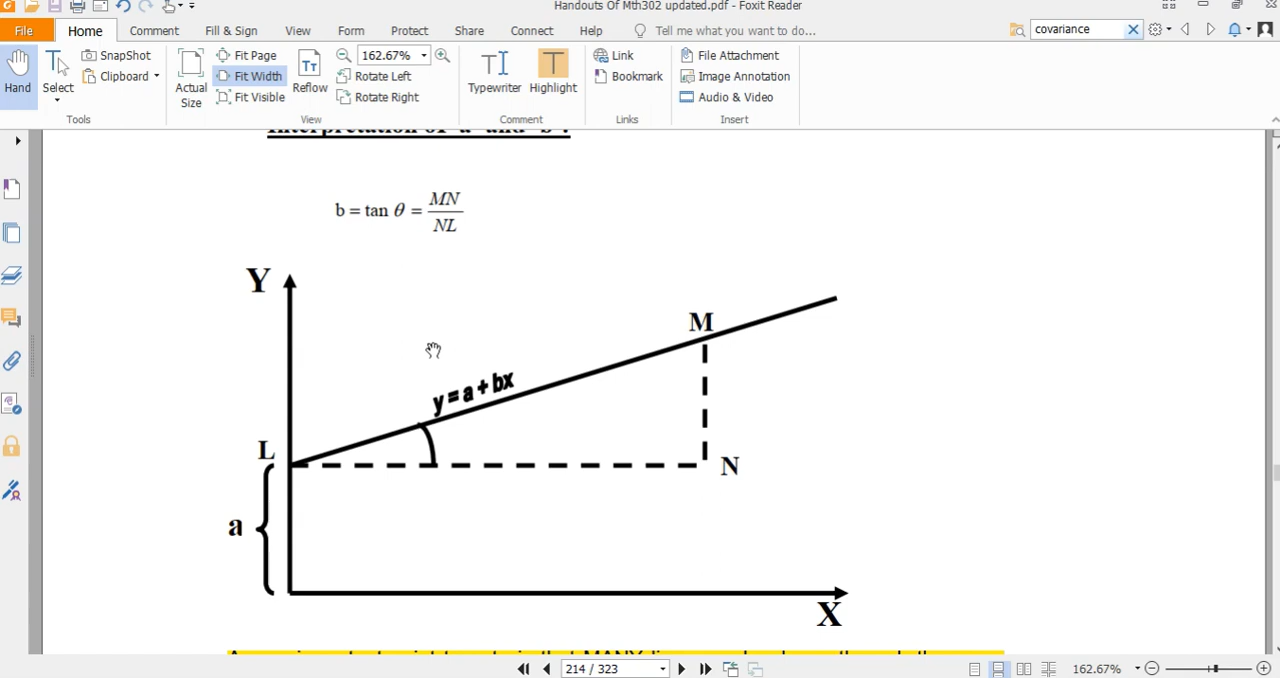 Handouts Of Mth302 updated.pdf - Foxit Reader
File Home Comment Fill & Sign View Form Protect Share Connect Help Tell me what you want to do... covariance
Hand
Select
SnapShot
Clipboard
Actual Size
Fit Page
Fit Width
Fit Visible
Reflow
162.67%
Rotate Left
Rotate Right
Typewriter
Highlight
Link
Bookmark
File Attachment
Image Annotation
Audio & Video
Tools View Comment Links Insert
Interpretation of 'a' and 'b':
b = tan θ = MN / NL
Y
M
y = a + bx
L
N
a
X
214 / 323
162.67%